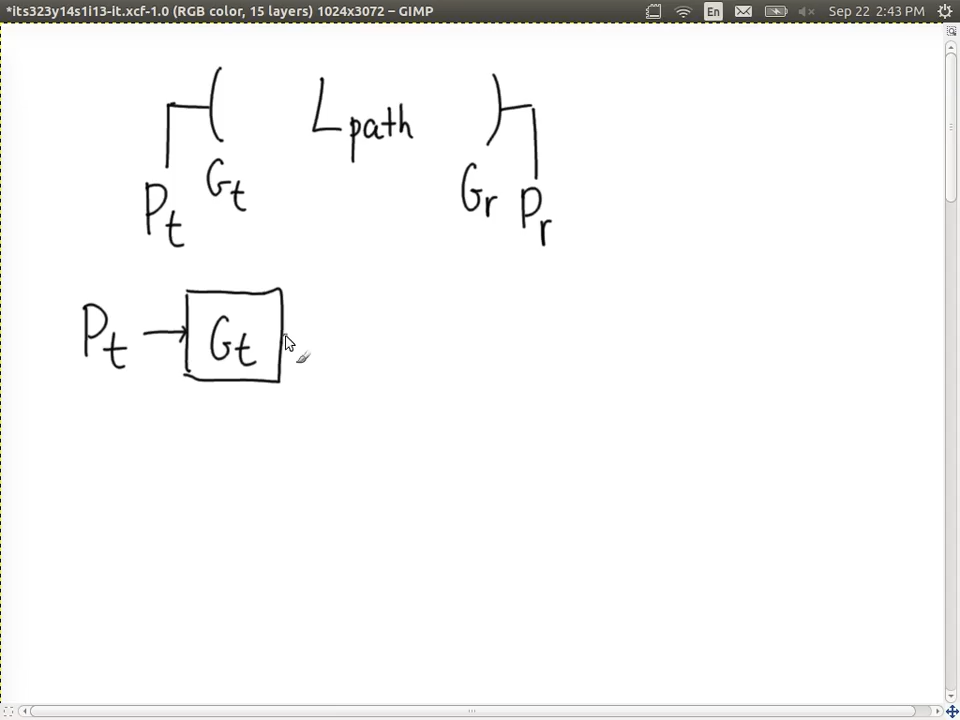 *its323y14s1i13-it.xcf-1.0 (RGB color, 15 layers) 1024x3072 – GIMP En Sep 22 2:43 PM
L path
Gt Gr
Pt Pr
Pt → Gt